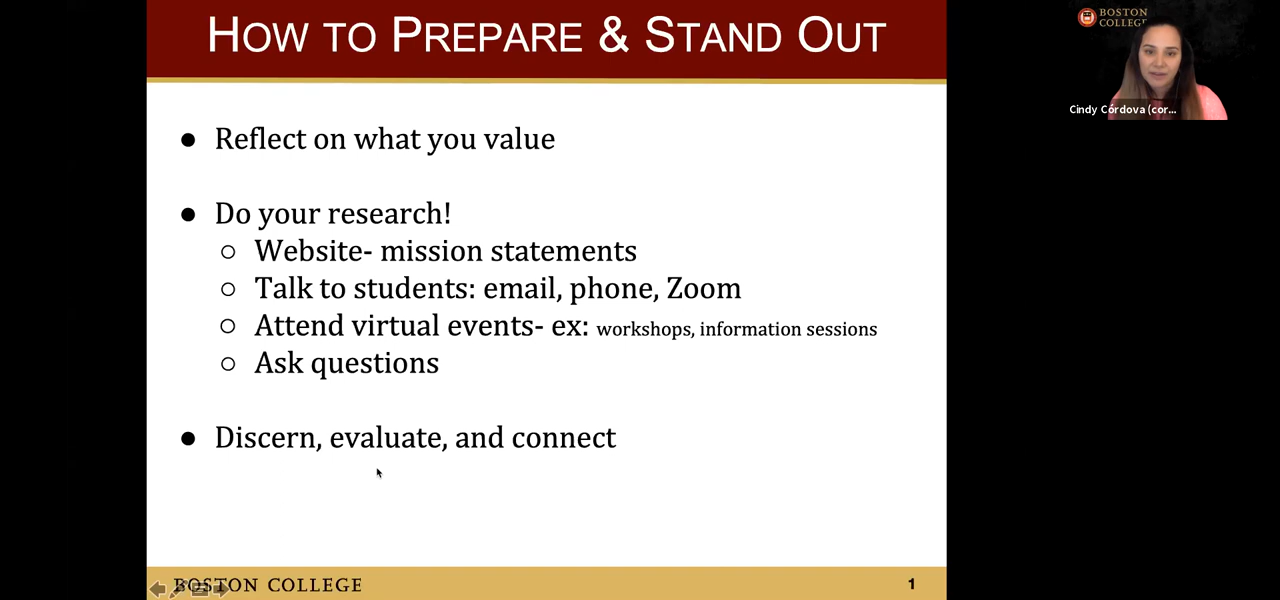 HOW TO PREPARE & STAND OUT
● Reflect on what you value
● Do your research!
○ Website- mission statements
○ Talk to students: email, phone, Zoom
○ Attend virtual events- ex: workshops, information sessions
○ Ask questions
● Discern, evaluate, and connect
BOSTON COLLEGE
1
BOSTON
COLLEGE
Cindy Córdova (cor...